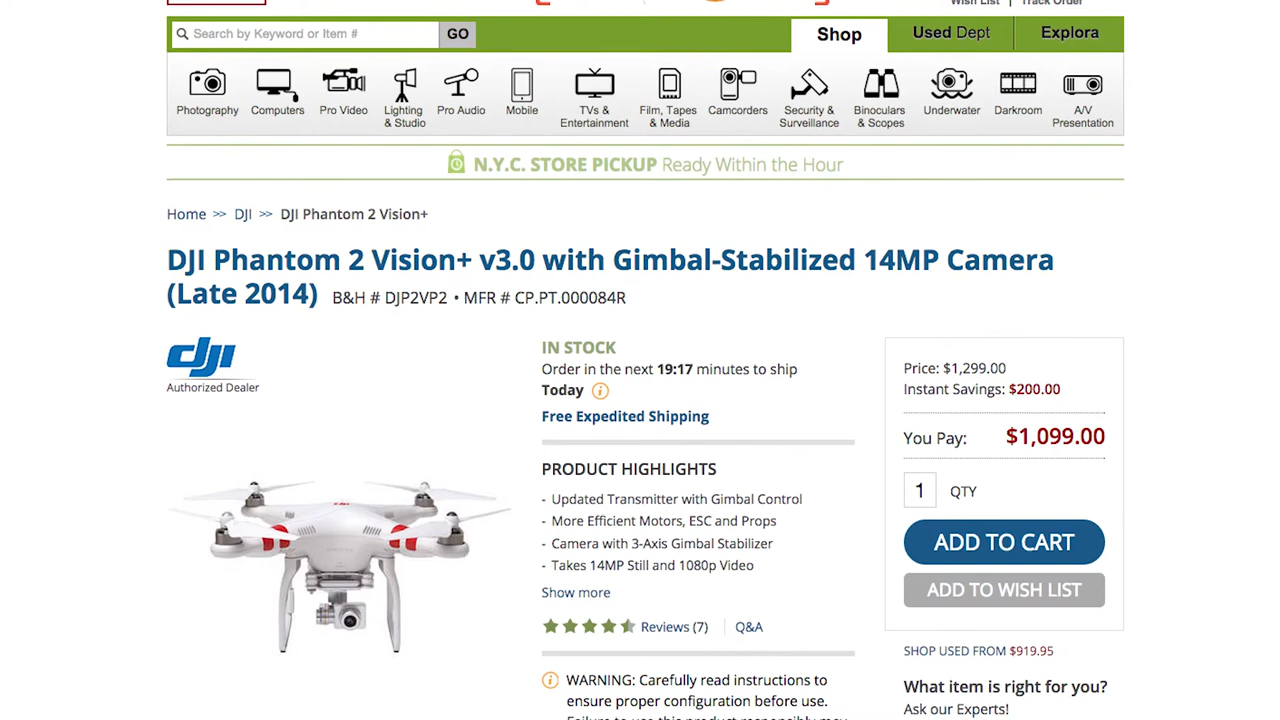 Wish List | Track Order
Search by Keyword or Item #
GO
Shop
Used Dept
Explora
Photography
Computers
Pro Video
Lighting
& Studio
Pro Audio
Mobile
TVs &
Entertainment
Film, Tapes
& Media
Camcorders
Security &
Surveillance
Binoculars
& Scopes
Underwater
Darkroom
A/V
Presentation
N.Y.C. STORE PICKUP Ready Within the Hour
Home >> DJI >> DJI Phantom 2 Vision+
DJI Phantom 2 Vision+ v3.0 with Gimbal-Stabilized 14MP Camera
(Late 2014) B&H # DJP2VP2 • MFR # CP.PT.000084R
dji
Authorized Dealer
IN STOCK
Order in the next 19:17 minutes to ship
Today
Free Expedited Shipping
PRODUCT HIGHLIGHTS
- Updated Transmitter with Gimbal Control
- More Efficient Motors, ESC and Props
- Camera with 3-Axis Gimbal Stabilizer
- Takes 14MP Still and 1080p Video
Show more
Reviews (7) Q&A
WARNING: Carefully read instructions to
ensure proper configuration before use.
Failure to use this product responsibly may
Price: $1,299.00
Instant Savings: $200.00
You Pay: $1,099.00
1 QTY
ADD TO CART
ADD TO WISH LIST
SHOP USED FROM $919.95
What item is right for you?
Ask our Experts!